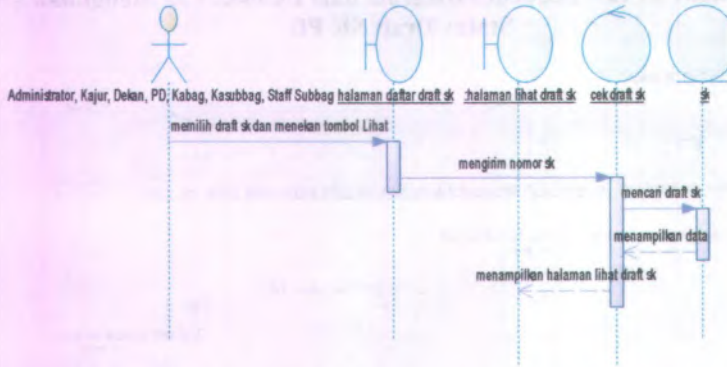 Administrator, Kajur, Dekan, PD, Kabag, Kasubbag, Staff Subbag halaman daftar draft sk :halaman lihat draft sk cek draft sk sk
memilih draft sk dan menekan tombol Lihat
mengirim nomor sk
mencari draft sk
menampilkan data
menampilkan halaman lihat draft sk